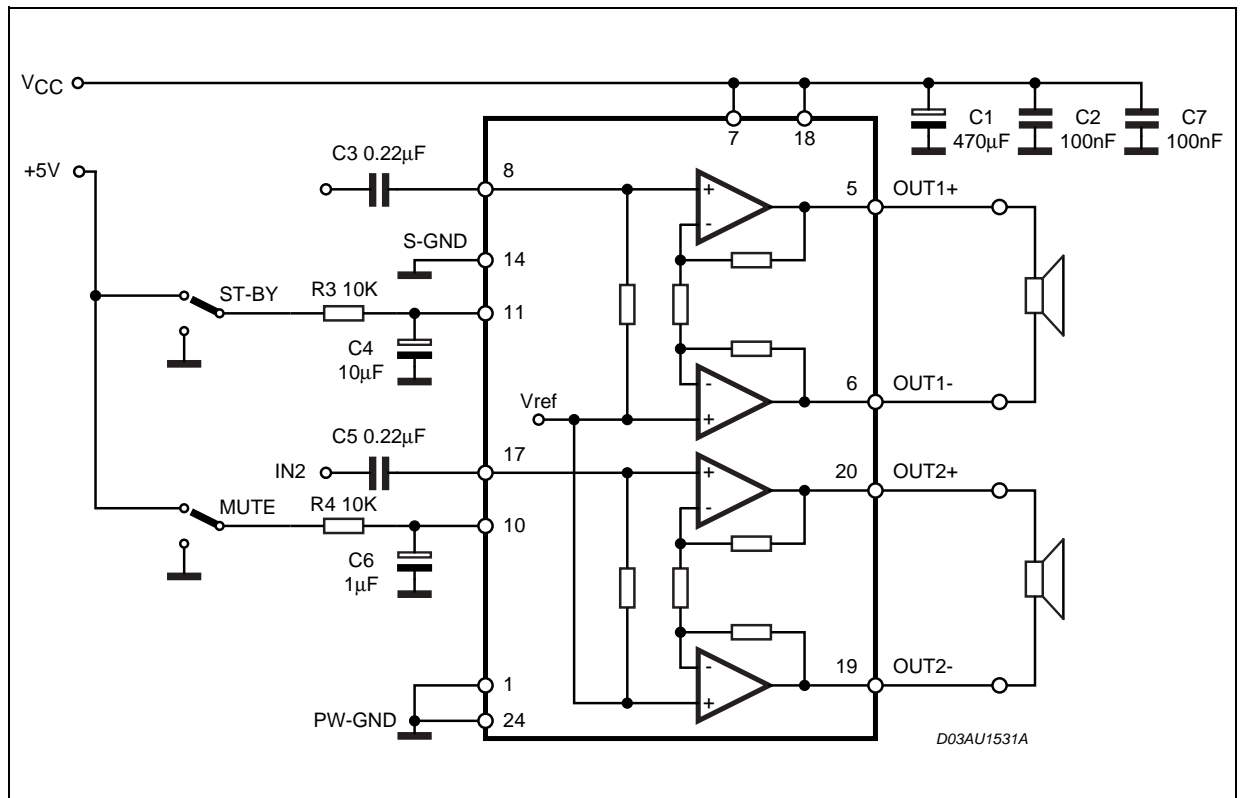 VCC
7
18
C1
470µF
C2
100nF
C7
100nF
C3 0.22µF
+5V
8
5
OUT1+
S-GND
14
+
-
ST-BY
R3 10K
11
C4
10µF
-
+
6
OUT1-
Vref
C5 0.22µF
IN2
17
20
OUT2+
+
-
MUTE
R4 10K
10
C6
1µF
-
+
19
OUT2-
1
PW-GND
24
D03AU1531A